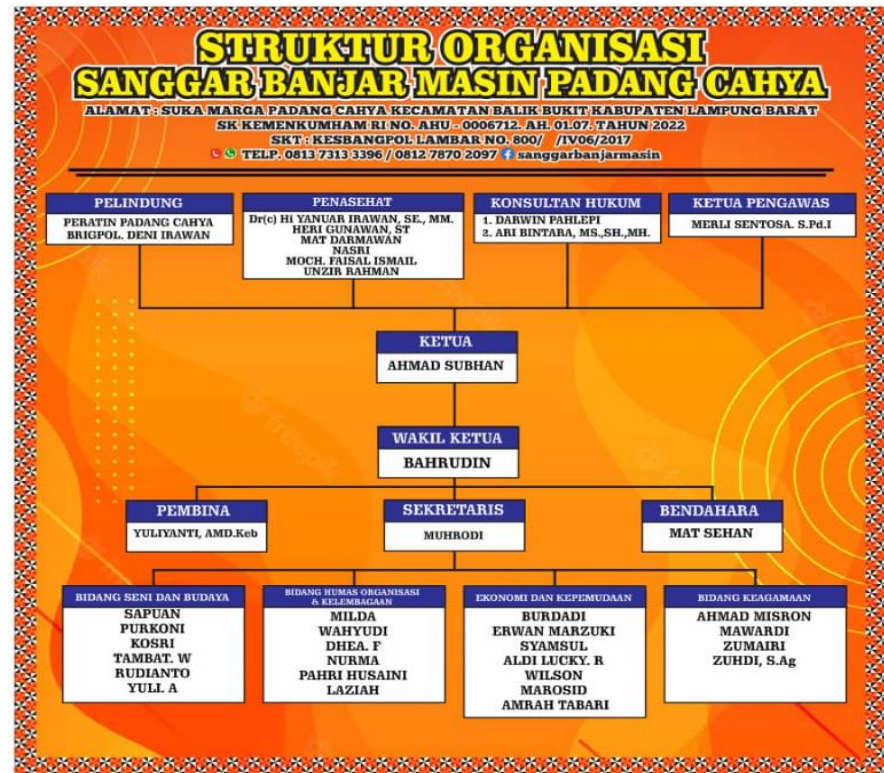 STRUKTUR ORGANISASI
SANGGAR BANJAR MASIN PADANG CAHYA
ALAMAT : SUKA MARGA PADANG CAHYA KECAMATAN BALIK BUKIT KABUPATEN LAMPUNG BARAT
SK KEMENKUMHAM RI NO. AHU - 0006712. AH. 01.07. TAHUN 2022
SKT : KESBANGPOL LAMBAR NO. 800/ /IV06/2017
TELP. 0813 7313 3396 / 0812 7870 2097 sanggarbanjarmasin
PELINDUNG
PERATIN PADANG CAHYA
BRIGPOL. DENI IRAWAN
PENASEHAT
Dr(c) Hi YANUAR IRAWAN, SE., MM.
HERI GUNAWAN, ST
MAT DARMAWAN
NASRI
MOCH. FAISAL ISMAIL
UNZIR RAHMAN
KONSULTAN HUKUM
1. DARWIN PAHLEPI
2. ARI BINTARA, MS.,SH.,MH.
KETUA PENGAWAS
MERLI SENTOSA. S.Pd.I
KETUA
AHMAD SUBHAN
WAKIL KETUA
BAHRUDIN
PEMBINA
YULIYANTI, AMD.Keb
SEKRETARIS
MUHRODI
BENDAHARA
MAT SEHAN
BIDANG SENI DAN BUDAYA
SAPUAN
PURKONI
KOSRI
TAMBAT. W
RUDIANTO
YULI. A
BIDANG HUMAS ORGANISASI
& KELEMBAGAAN
MILDA
WAHYUDI
DHEA. F
NURMA
PAHRI HUSAINI
LAZIAH
EKONOMI DAN KEPEMUDAAN
BURDADI
ERWAN MARZUKI
SYAMSUL
ALDI LUCKY. R
WILSON
MAROSID
AMRAH TABARI
BIDANG KEAGAMAAN
AHMAD MISRON
MAWARDI
ZUMAIRI
ZUHDI, S.Ag
freepik